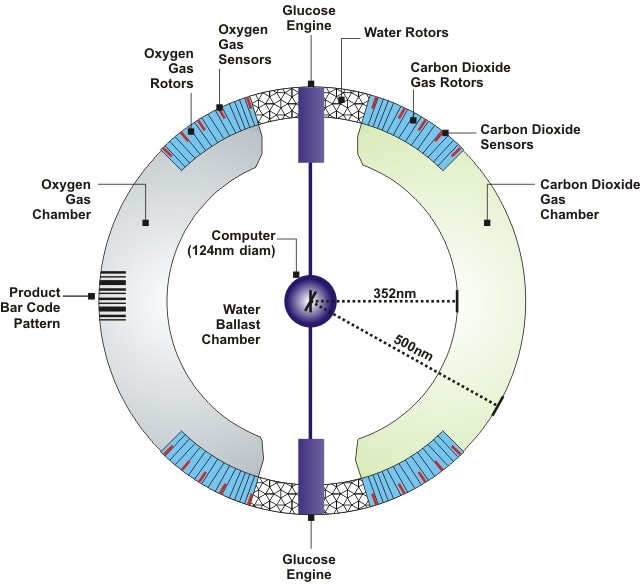 Glucose
Engine
Oxygen
Gas
Sensors
Water Rotors
Oxygen
Gas
Rotors
Carbon Dioxide
Gas Rotors
Carbon Dioxide
Sensors
Oxygen
Gas
Chamber
Carbon Dioxide
Gas
Chamber
Computer
(124nm diam)
Product
Bar Code
Pattern
Water
Ballast
Chamber
352nm
500nm
Glucose
Engine